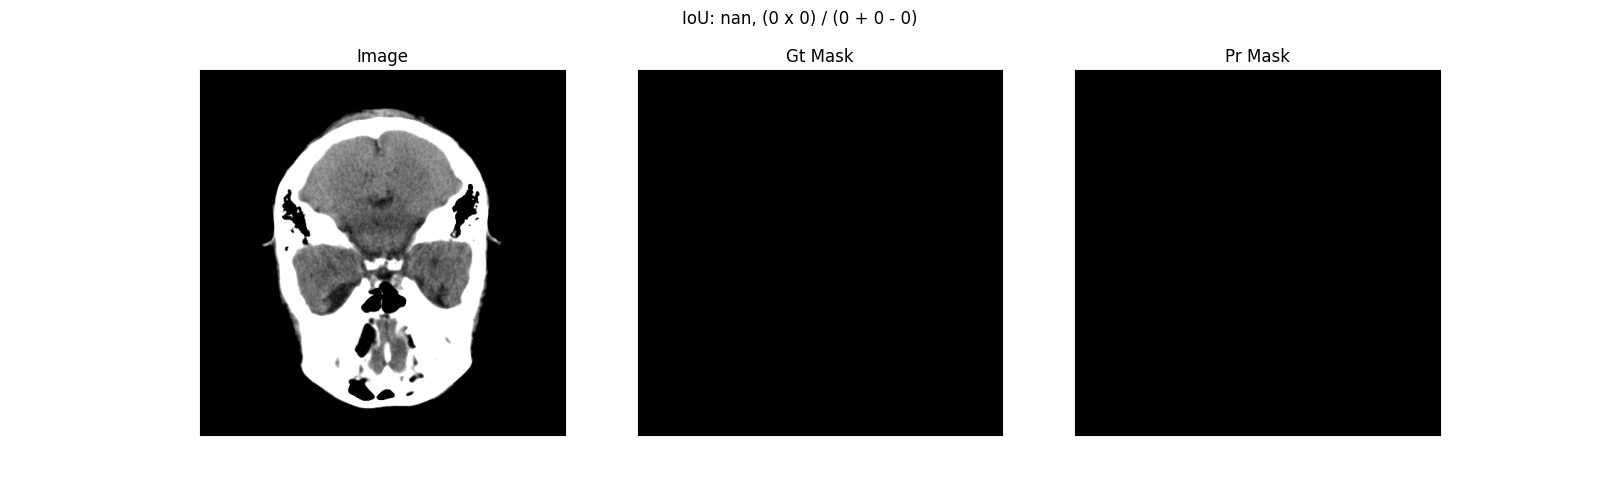 IoU: nan, (0 x 0) / (0 + 0 - 0)
Image
Gt Mask
Pr Mask